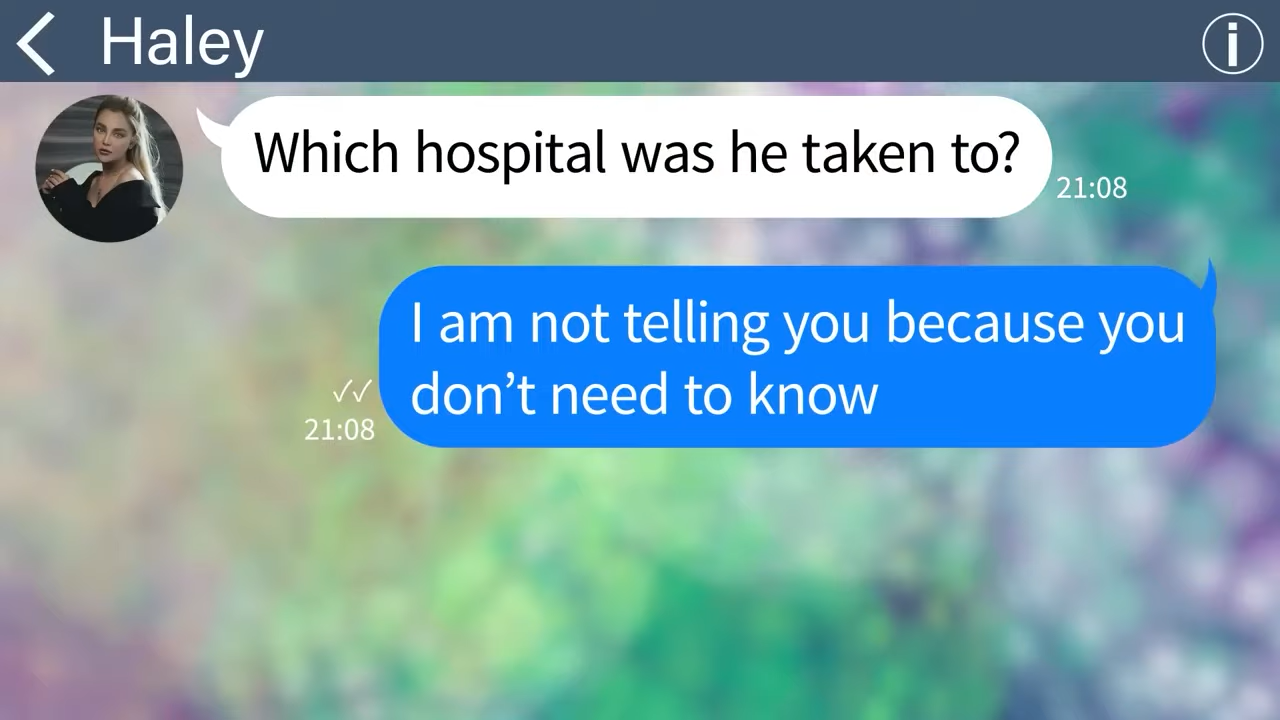 Haley
Which hospital was he taken to?
21:08
I am not telling you because you
don’t need to know
21:08